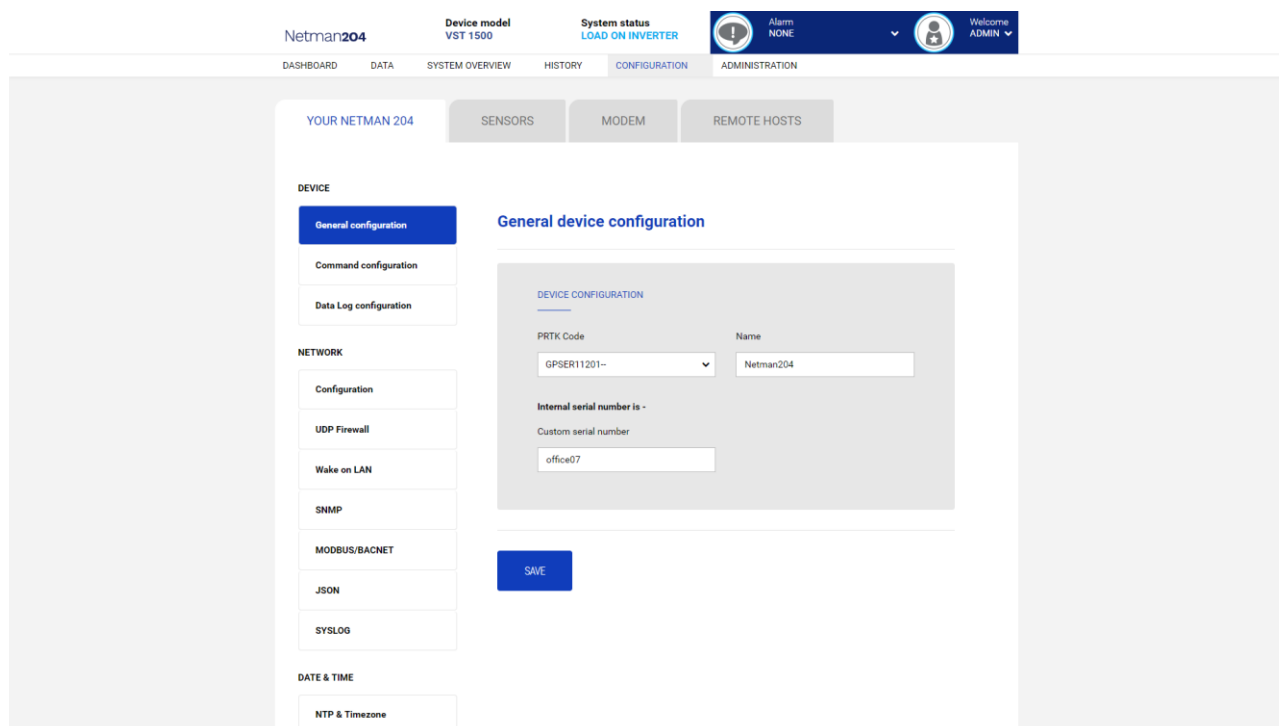 Netman204
Device model
VST 1500
System status
LOAD ON INVERTER
Alarm
NONE
Welcome
ADMIN
DASHBOARD DATA SYSTEM OVERVIEW HISTORY CONFIGURATION ADMINISTRATION
YOUR NETMAN 204 SENSORS MODEM REMOTE HOSTS
DEVICE
General configuration
Command configuration
Data Log configuration
NETWORK
Configuration
UDP Firewall
Wake on LAN
SNMP
MODBUS/BACNET
JSON
SYSLOG
DATE & TIME
NTP & Timezone
General device configuration
DEVICE CONFIGURATION
PRTK Code Name
GPSER11201-- Netman204
Internal serial number is -
Custom serial number
office07
SAVE